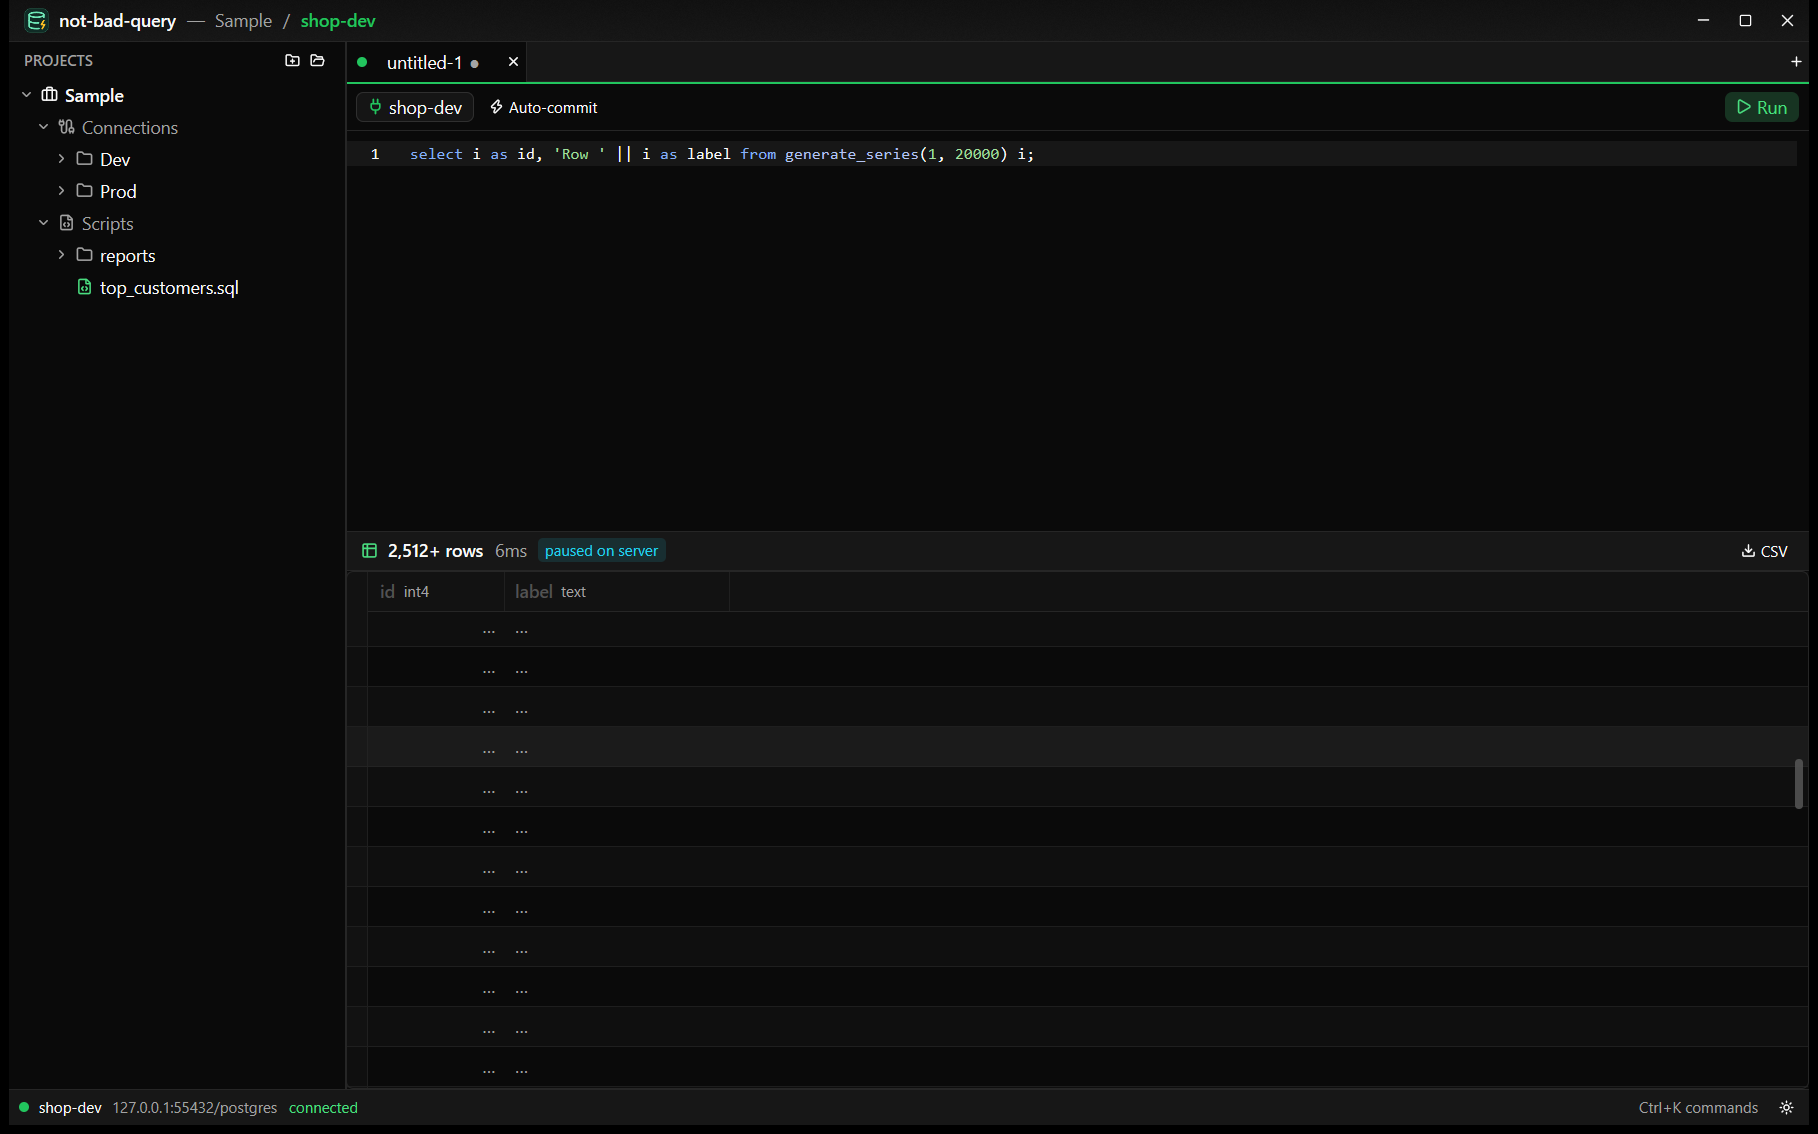 not-bad-query — Sample / shop-dev
PROJECTS
Sample
Connections
Dev
Prod
Scripts
reports
top_customers.sql
untitled-1
shop-dev Auto-commit Run
1 select i as id, 'Row ' || i as label from generate_series(1, 20000) i;
2,512+ rows 6ms paused on server CSV
id int4 label text
... ...
... ...
... ...
... ...
... ...
... ...
... ...
... ...
... ...
... ...
... ...
... ...
shop-dev 127.0.0.1:55432/postgres connected Ctrl+K commands